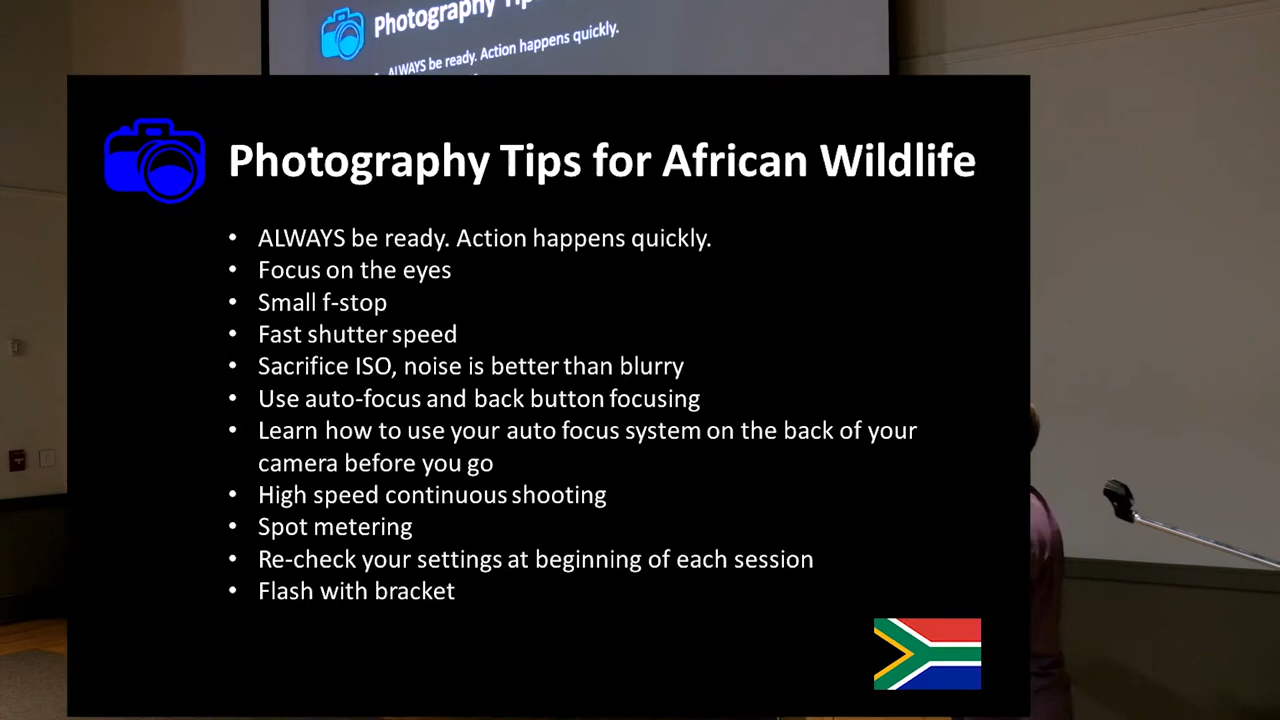 Photography Tip
ALWAYS be ready. Action happens quickly.
Photography Tips for African Wildlife
• ALWAYS be ready. Action happens quickly.
• Focus on the eyes
• Small f-stop
• Fast shutter speed
• Sacrifice ISO, noise is better than blurry
• Use auto-focus and back button focusing
• Learn how to use your auto focus system on the back of your
camera before you go
• High speed continuous shooting
• Spot metering
• Re-check your settings at beginning of each session
• Flash with bracket